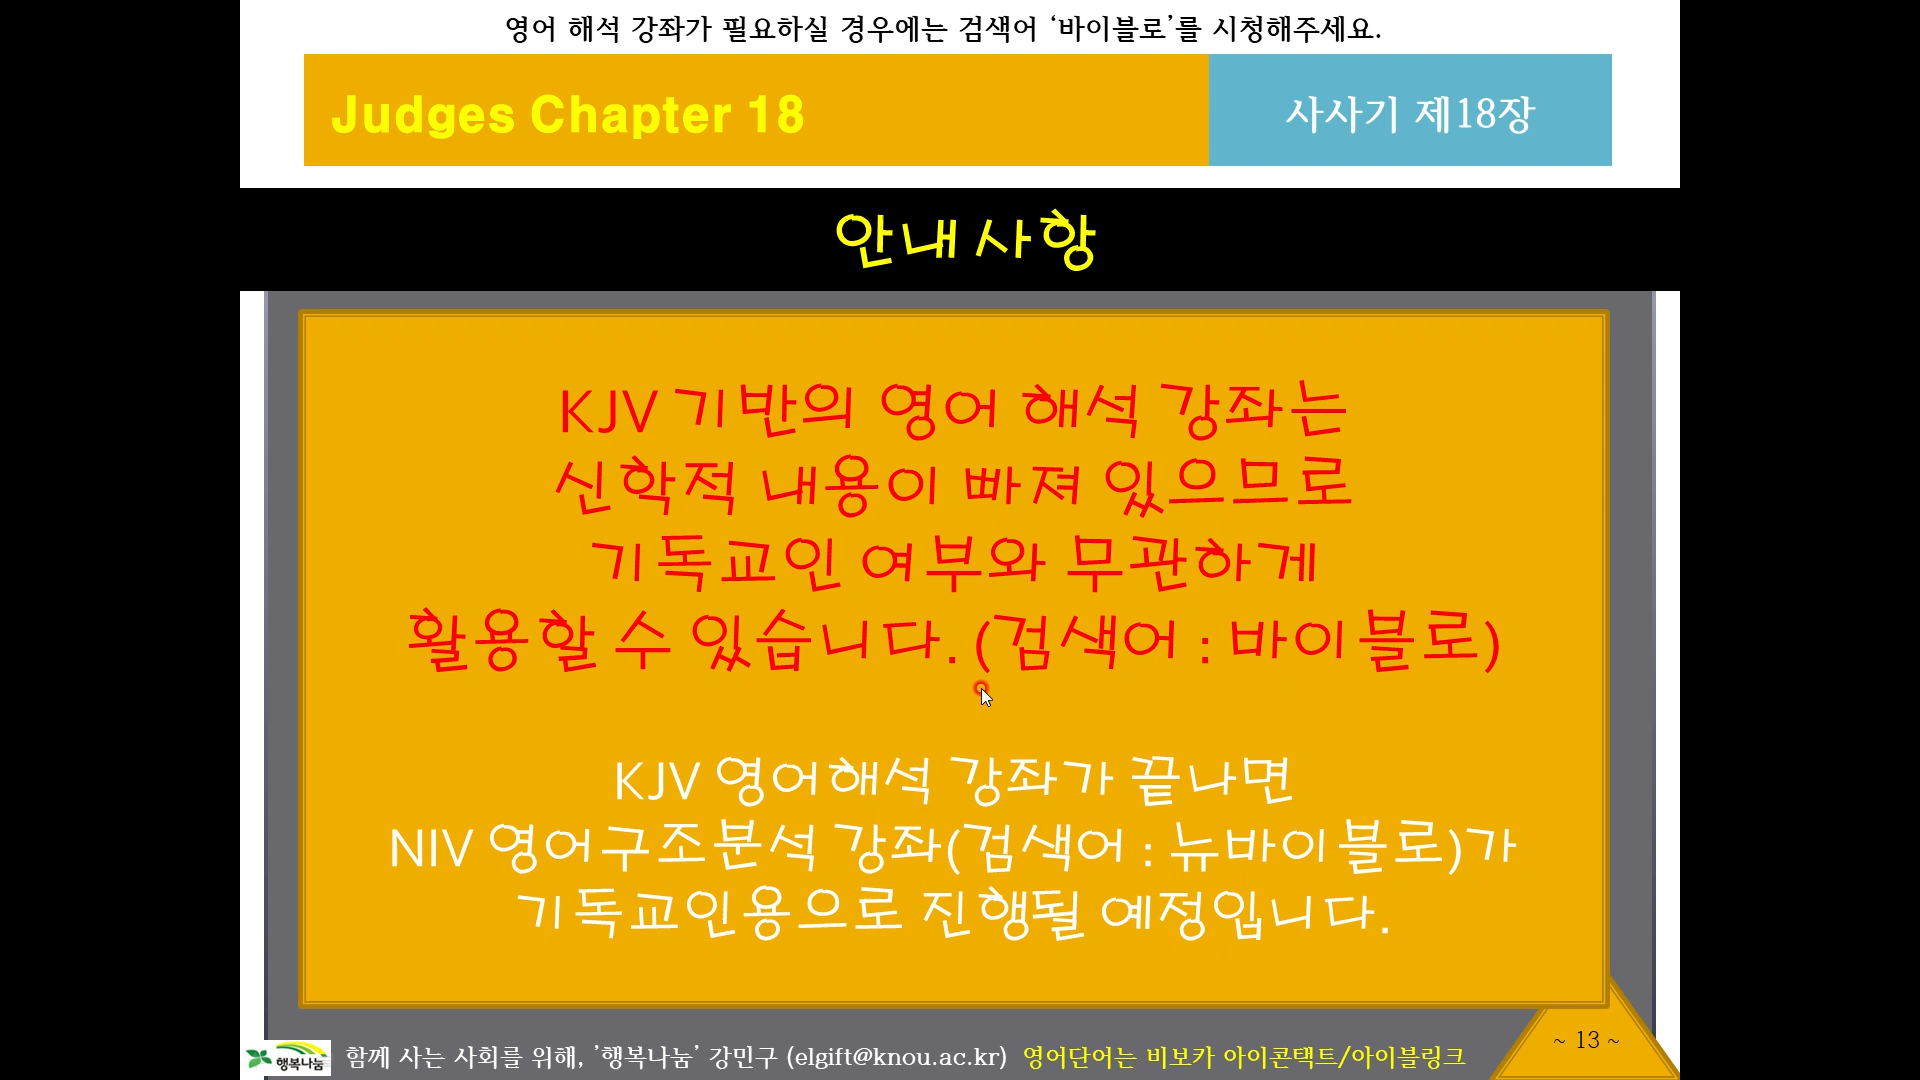 영어 해석 강좌가 필요하실 경우에는 검색어 ‘바이블로’를 시청해주세요.
Judges Chapter 18
사사기 제18장
안내사항
KJV 기반의 영어 해석 강좌는
신학적 내용이 빠져 있으므로
기독교인 여부와 무관하게
활용할 수 있습니다. (검색어 : 바이블로)
KJV 영어해석 강좌가 끝나면
NIV 영어구조분석 강좌(검색어 : 뉴바이블로)가
기독교인용으로 진행될 예정입니다.
~ 13 ~
행복나눔
함께 사는 사회를 위해, ’행복나눔’ 강민구 (elgift@knou.ac.kr) 영어단어는 비보카 아이콘택트/아이블링크